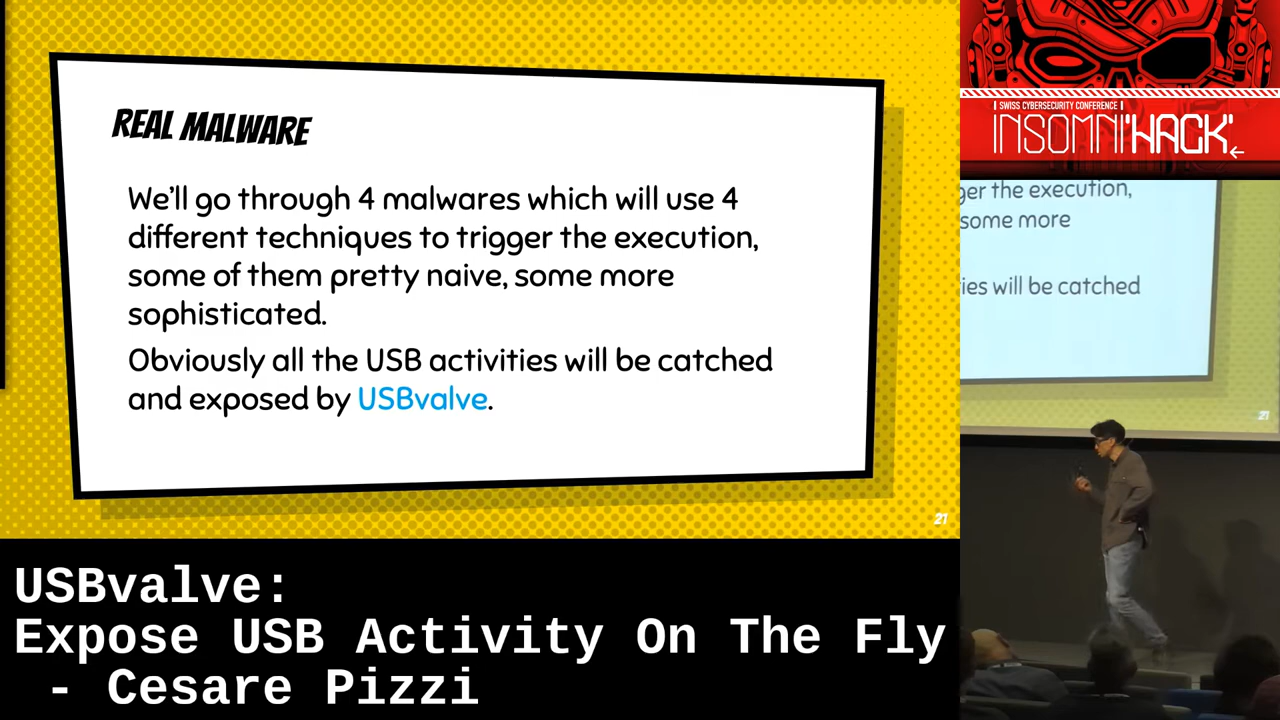 REAL MALWARE
We'll go through 4 malwares which will use 4
different techniques to trigger the execution,
some of them pretty naive, some more
sophisticated.
Obviously all the USB activities will be catched
and exposed by USBvalve.
21
USBvalve:
Expose USB Activity On The Fly
- Cesare Pizzi
SWISS CYBERSECURITY CONFERENCE
INSOMNI'HACK'
ger the execution,
some more
ies will be catched
21